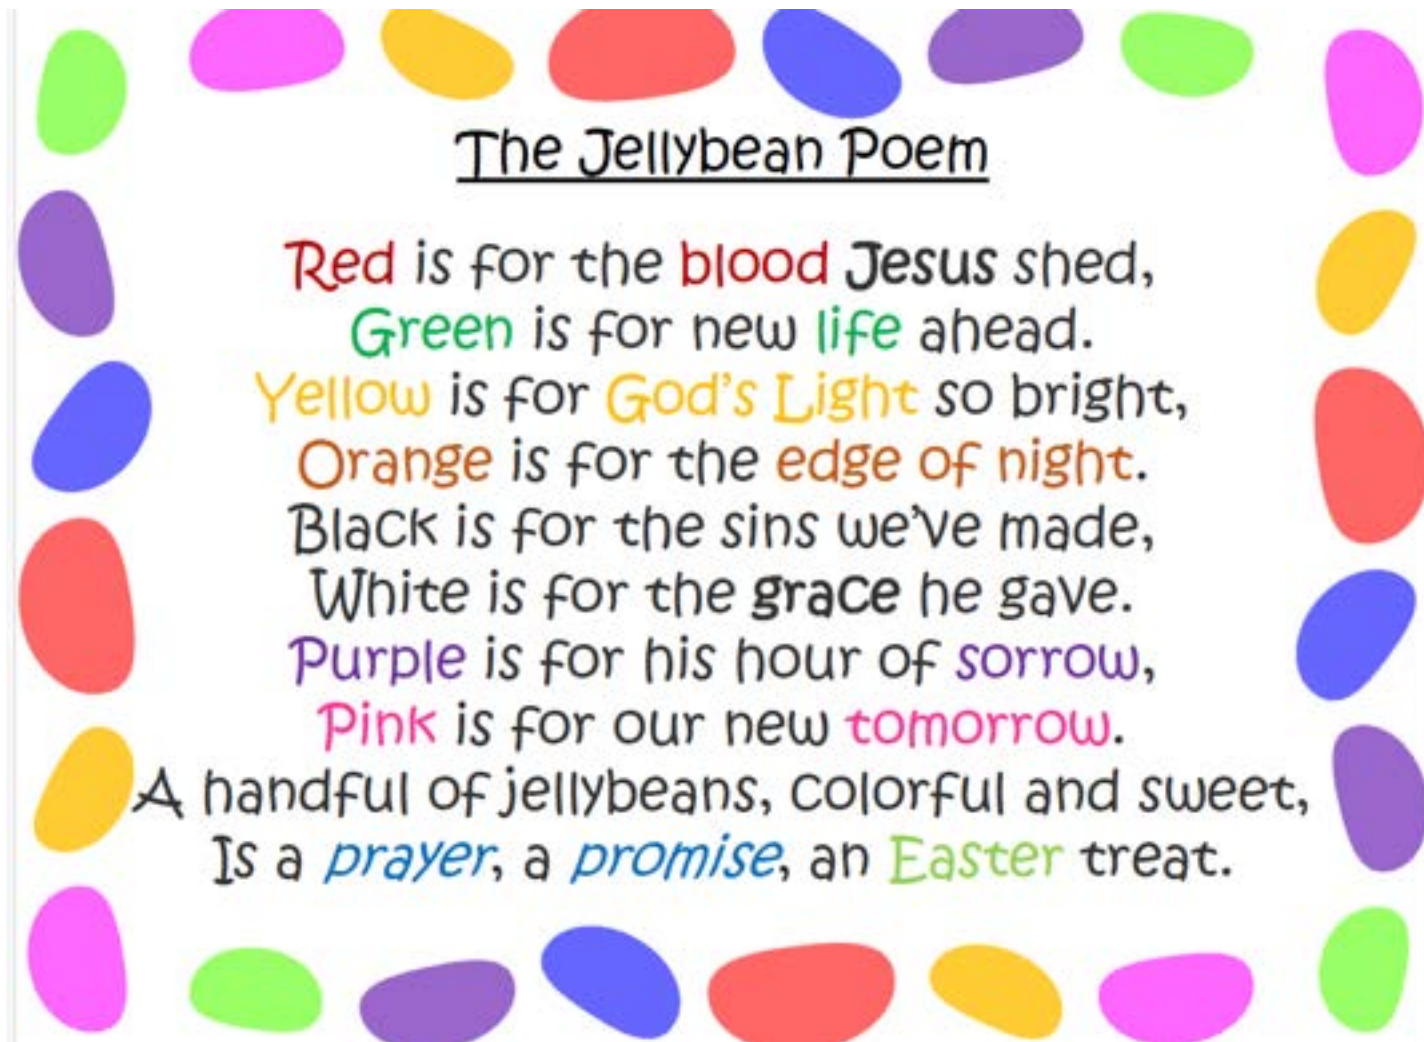 The Jellybean Poem
Red is for the blood Jesus shed,
Green is for new life ahead.
Yellow is for God's Light so bright,
Orange is for the edge of night.
Black is for the sins we've made,
White is for the grace he gave.
Purple is for his hour of sorrow,
Pink is for our new tomorrow.
A handful of jellybeans, colorful and sweet,
Is a prayer, a promise, an Easter treat.